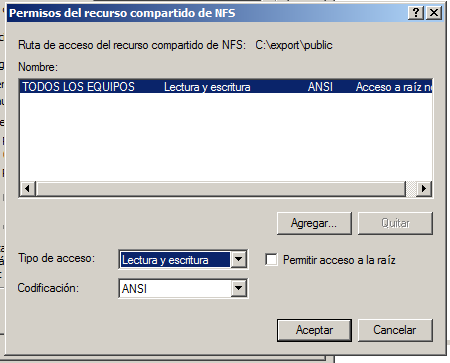 Permisos del recurso compartido de NFS
Ruta de acceso del recurso compartido de NFS: C:\export\public
Nombre:
TODOS LOS EQUIPOS Lectura y escritura ANSI Acceso a raíz
Agregar... Quitar
Tipo de acceso: Lectura y escritura Permitir acceso a la raíz
Codificación: ANSI
Aceptar Cancelar